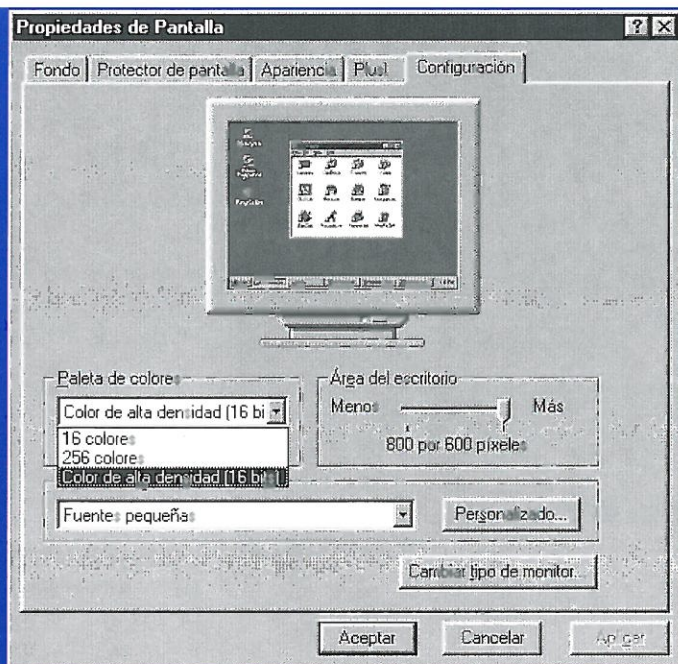 Propiedades de Pantalla
Fondo Protector de pantalla Apariencia Plus! Configuración
Paleta de colores
Color de alta densidad (16 bi
16 colores
256 colores
Color de alta densidad (16 bits)
Área del escritorio
Menos Más
800 por 600 píxeles
Fuentes pequeñas
Personalizado...
Cambiar tipo de monitor...
Aceptar Cancelar Aplicar